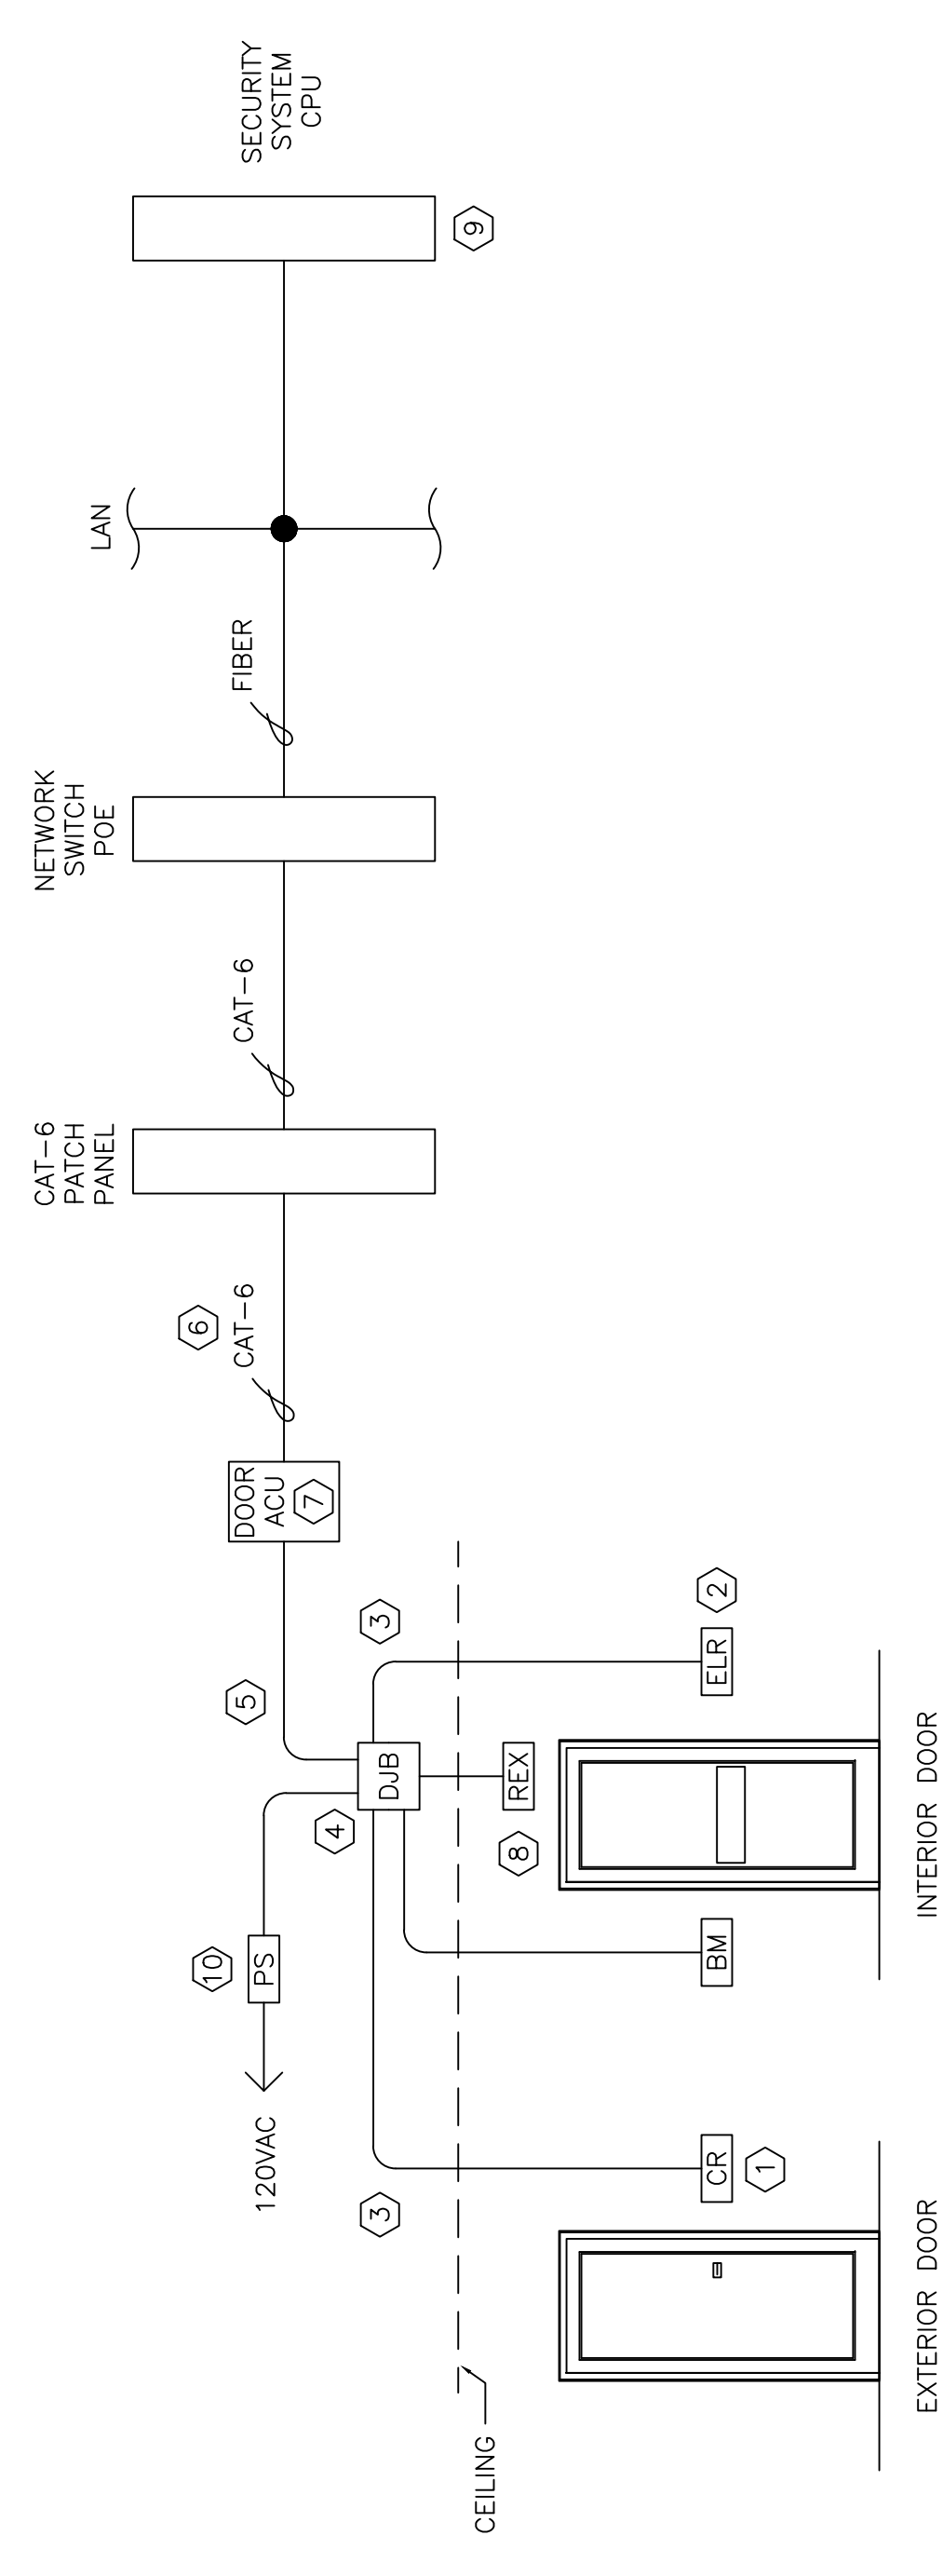 CAT-6
PATCH
PANEL
NETWORK
SWITCH
POE
LAN
SECURITY
SYSTEM
CPU
6
CAT-6
CAT-6
FIBER
9
DOOR
ACU
7
10
PS
120VAC
5
3
3
4
DJB
CEILING
8
REX
CR
1
BM
ELR
2
EXTERIOR DOOR
INTERIOR DOOR